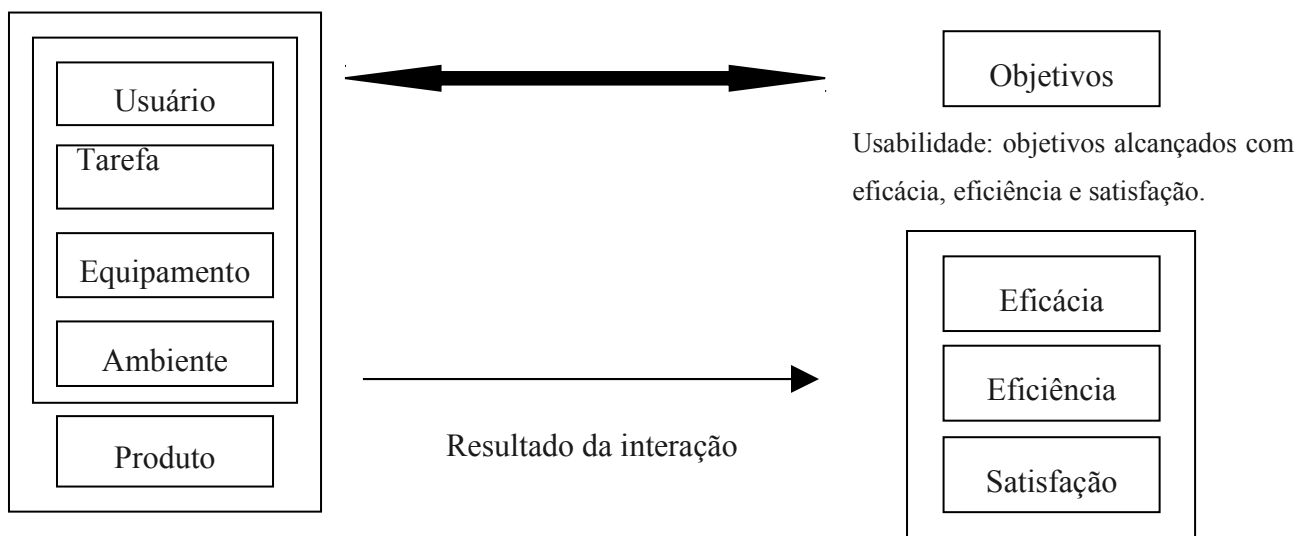 Usuário
Tarefa
Equipamento
Ambiente
Produto
Resultado da interação
Objetivos
Usabilidade: objetivos alcançados com
eficácia, eficiência e satisfação.
Eficácia
Eficiência
Satisfação